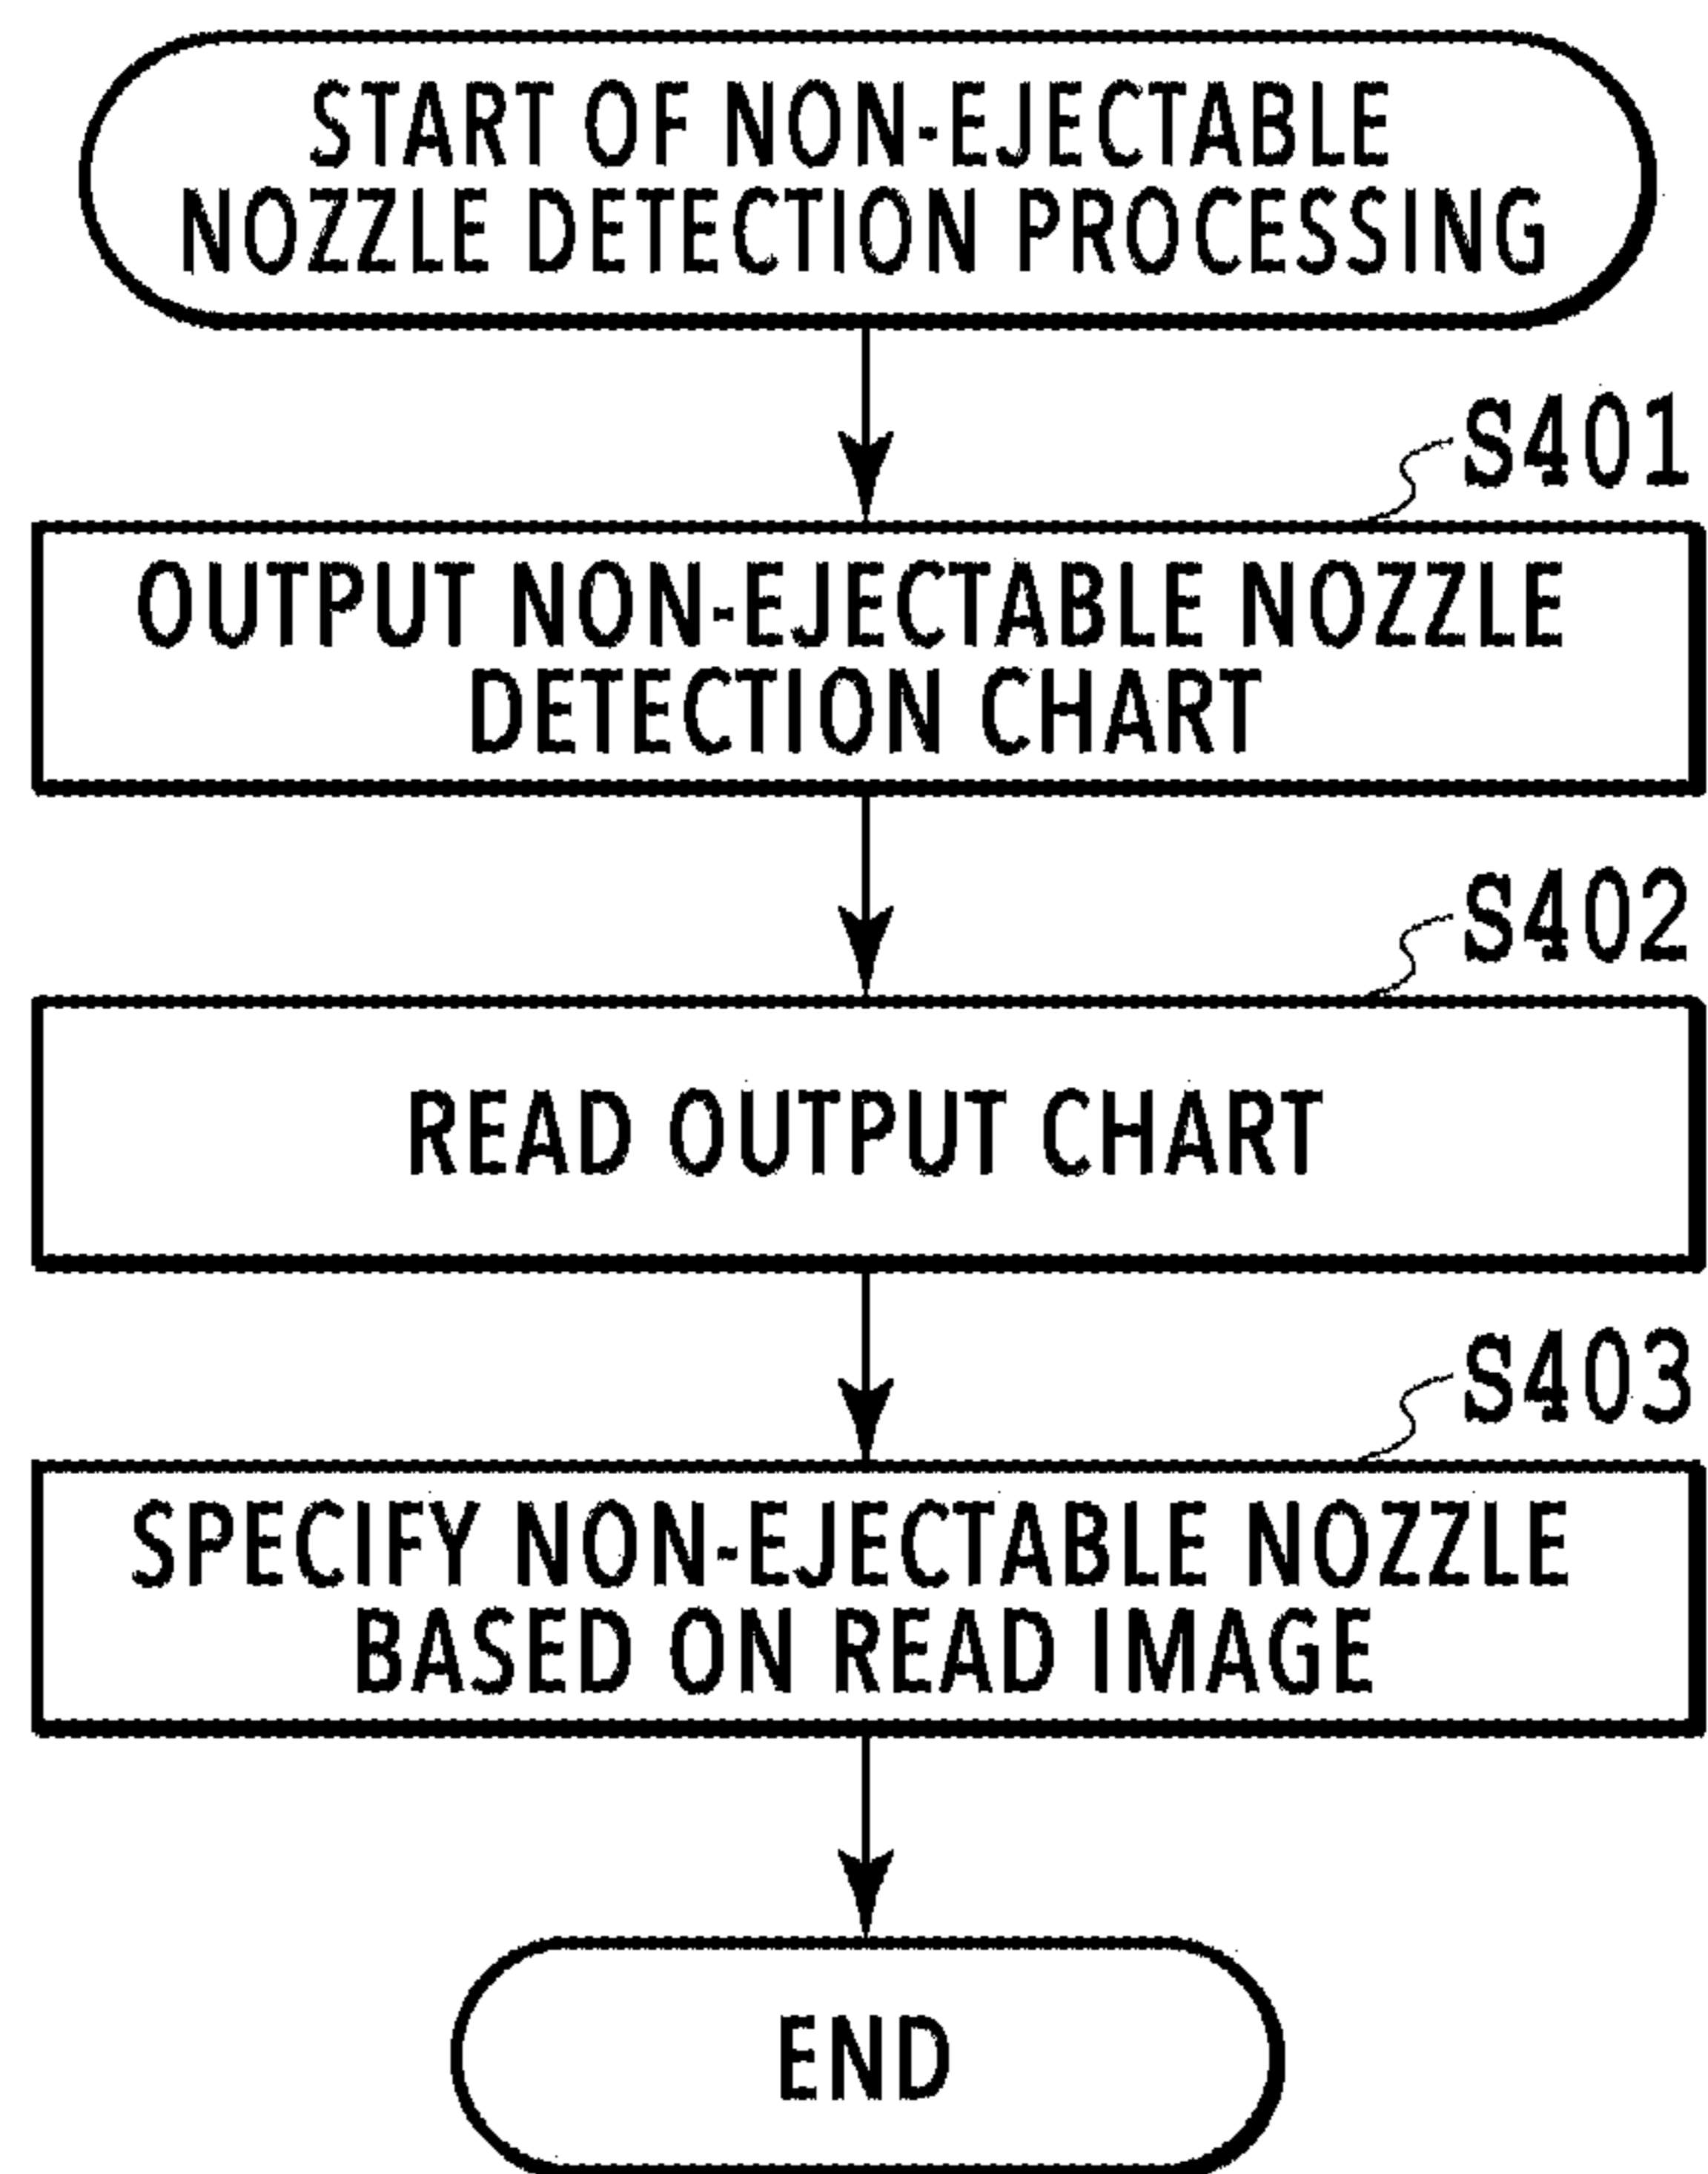 START OF NON-EJECTABLE
NOZZLE DETECTION PROCESSING
S401
OUTPUT NON-EJECTABLE NOZZLE
DETECTION CHART
S402
READ OUTPUT CHART
S403
SPECIFY NON-EJECTABLE NOZZLE
BASED ON READ IMAGE
END